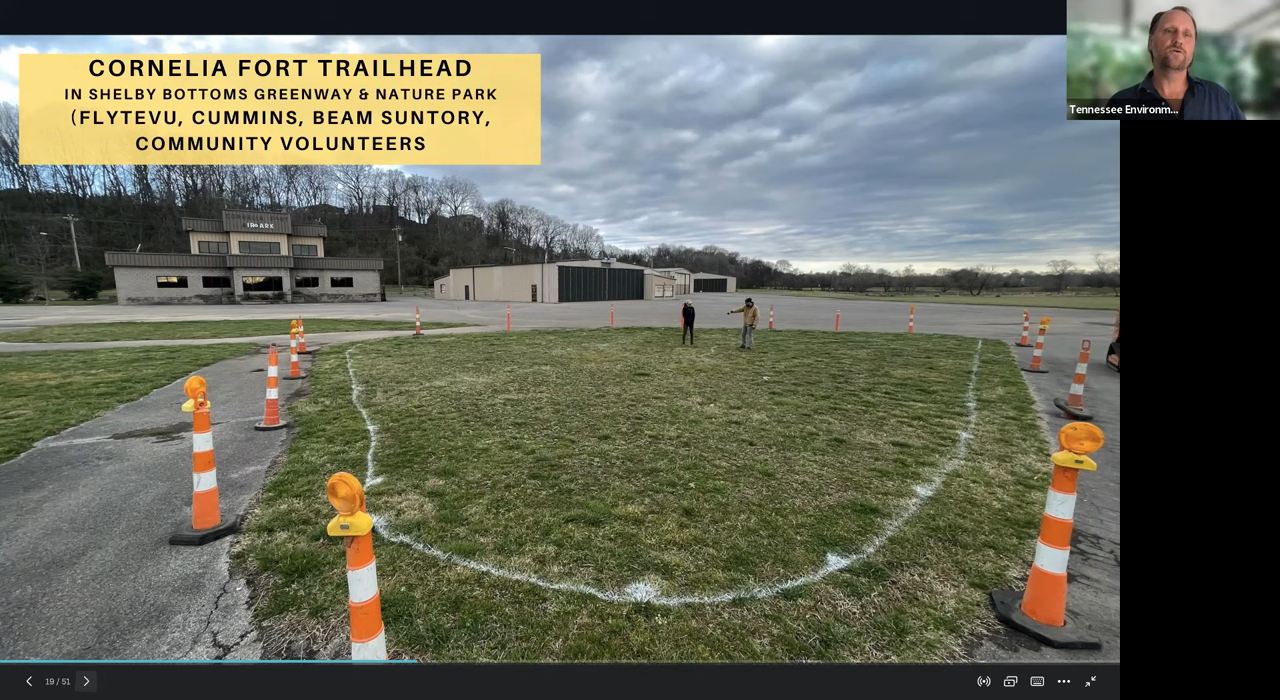 CORNELIA FORT TRAILHEAD
IN SHELBY BOTTOMS GREENWAY & NATURE PARK
(FLYTEVU, CUMMINS, BEAM SUNTORY,
COMMUNITY VOLUNTEERS
Tennessee Environm...
19 / 51